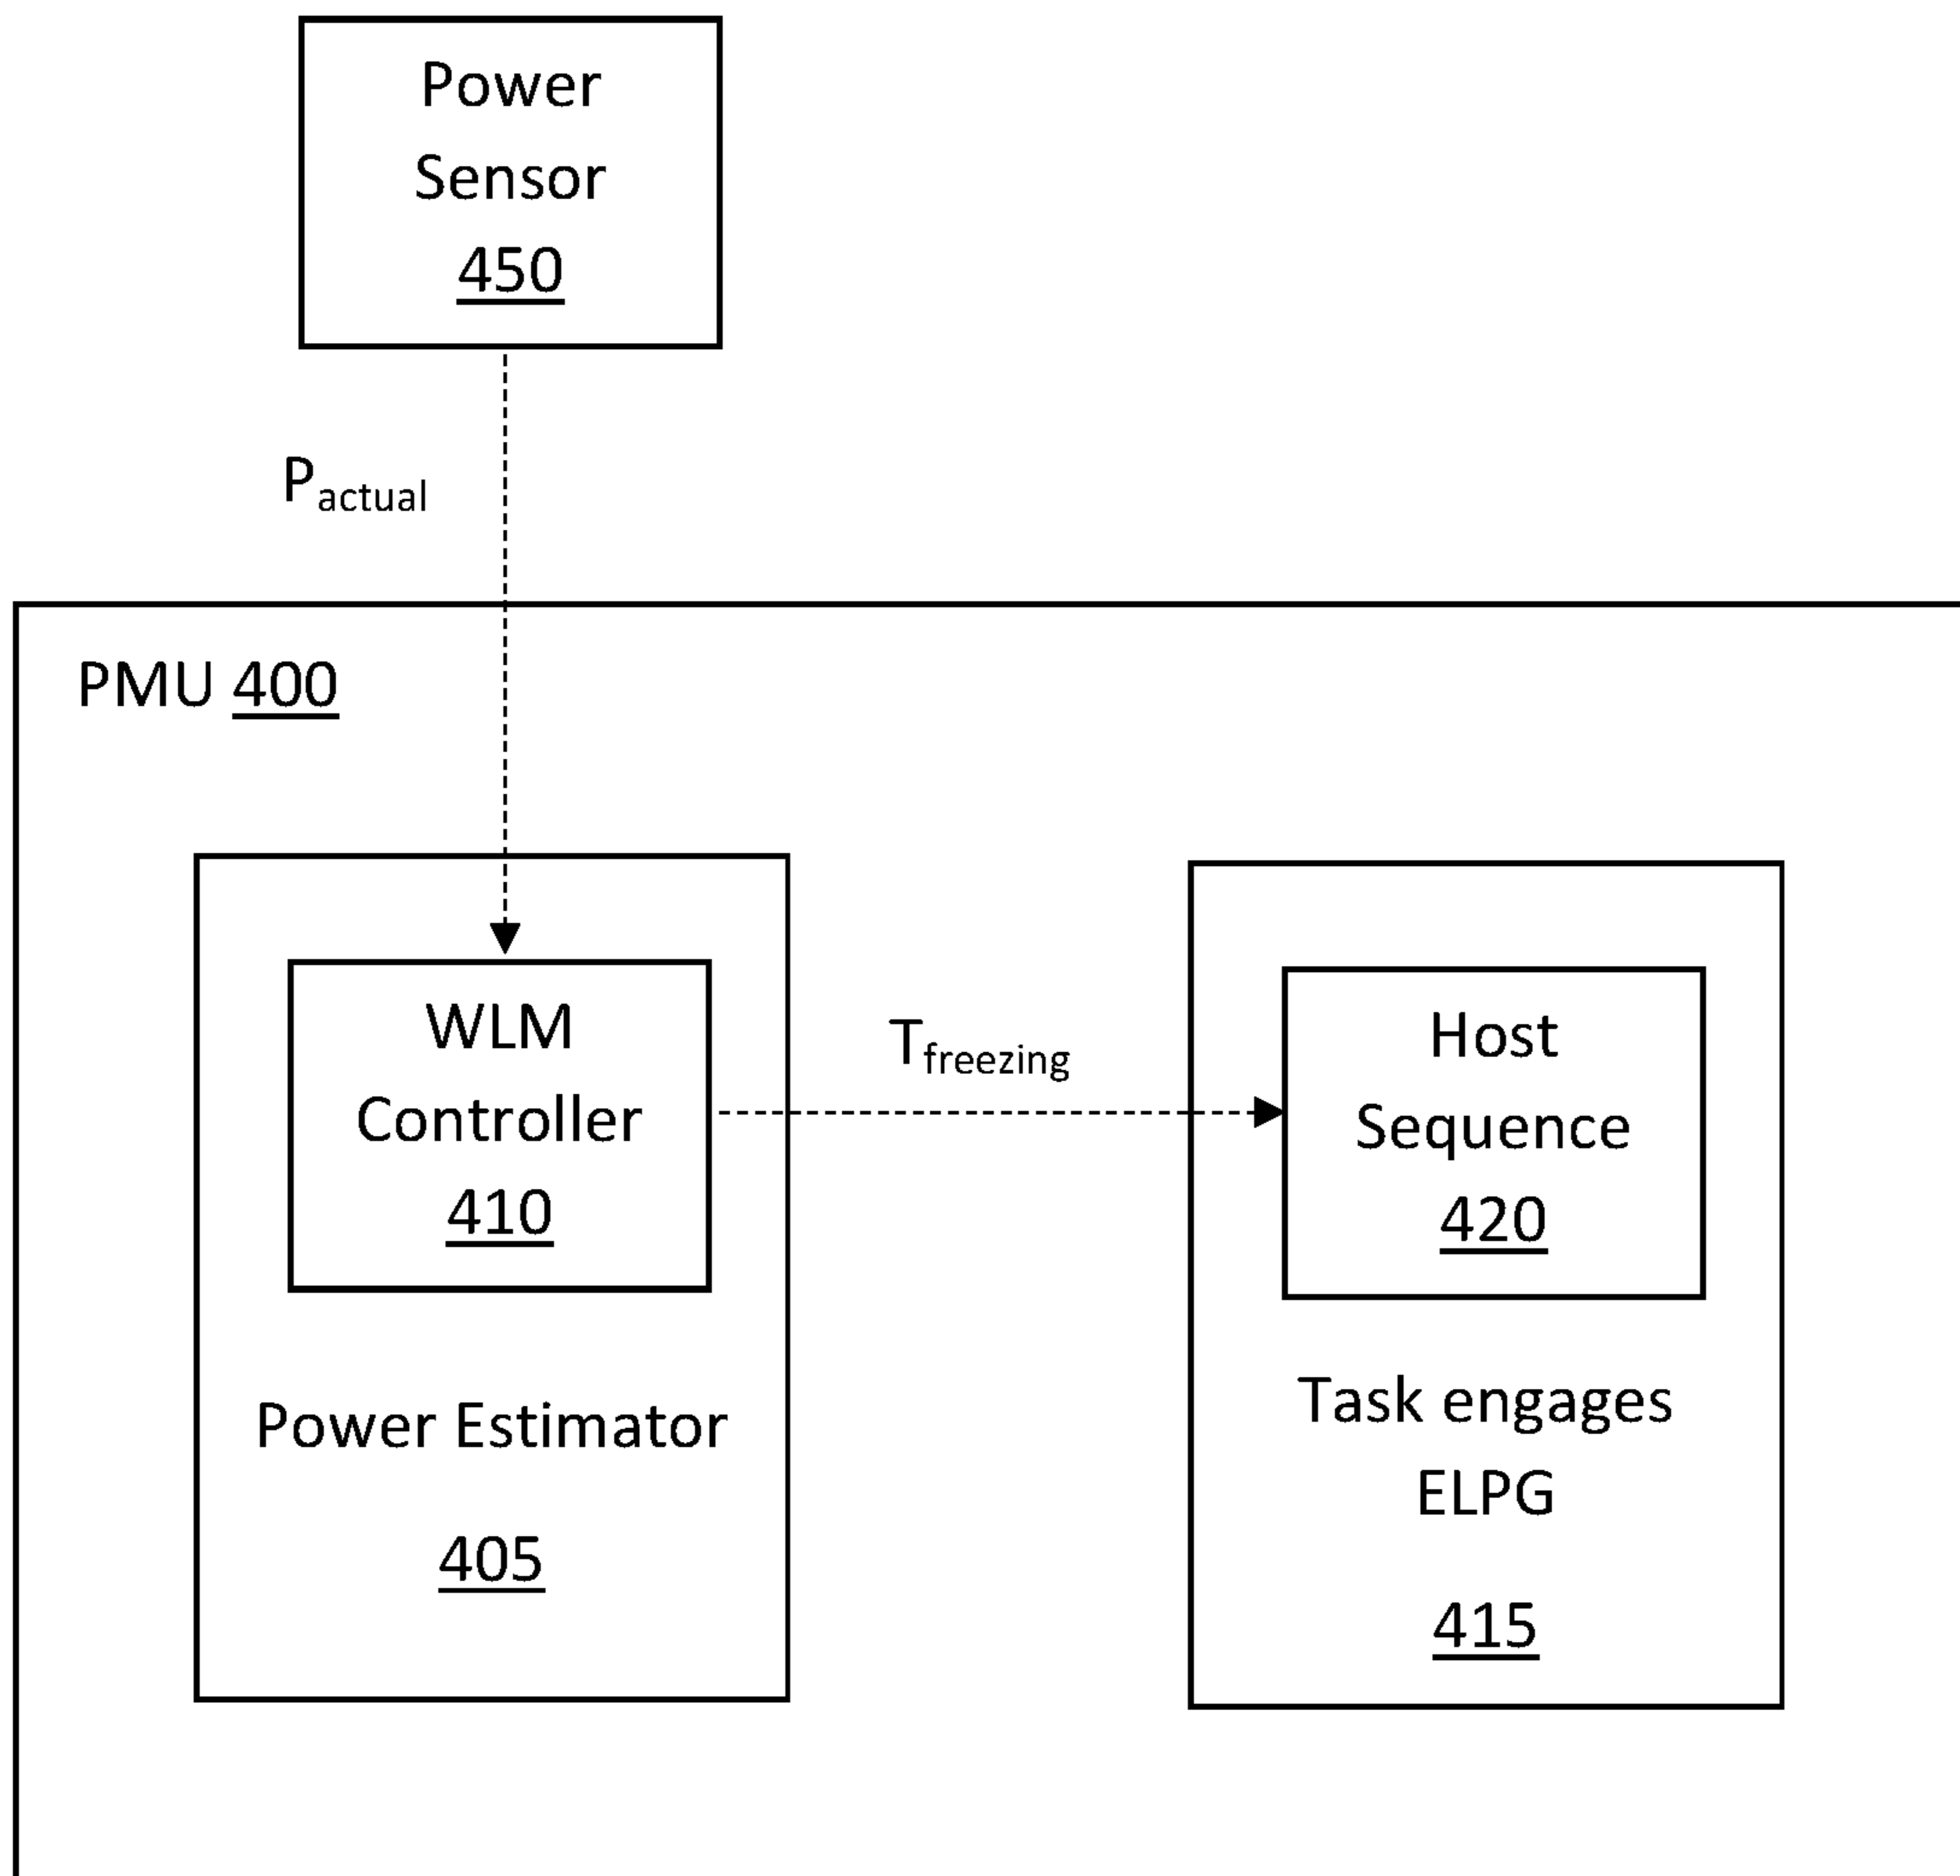 Power
Sensor
450
Pactual
PMU 400
WLM
Controller
410
Power Estimator
405
Tfreezing
Host
Sequence
420
Task engages
ELPG
415